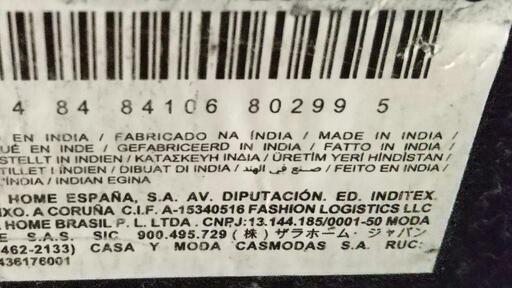 4 84 84106 80299 5
EN INDIA / FABRICADO NA ÍNDIA / MADE IN INDIA /
UÉ EN INDE / GEFABRICEERD IN INDIA / FATTO IN INDIA /
STELLT IN INDIEN / ΚΑΤΑΣΚΕΥΗ ΙΝΔΙΑ / ÜRETİM YERİ HİNDİSTAN /
TILLET I INDIEN / DIBUAT DI INDIA / صنع في الهند / FEITO EN INDIA /
L'ÍNDIA / INDIAN EGINA
HOME ESPAÑA, S.A. AV. DIPUTACIÓN. ED. INDITEX.
IXO. A CORUÑA C.I.F. A-15340516 FASHION LOGISTICS LLC
HOME BRASIL P. L. LTDA . CNPJ:13.144.185/0001-50 MODA
E S.A.S. SIC 900.495.729 (株) ザラホーム・ジャパン
462-2133) CASA Y MODA CASMODAS S.A. RUC:
436176001